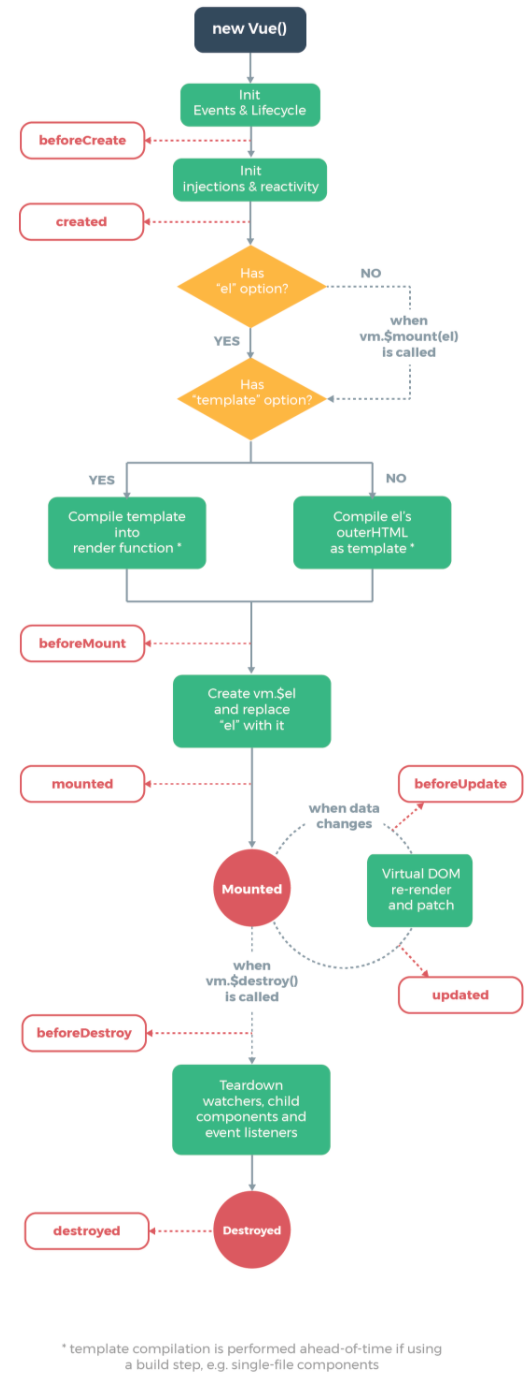 new Vue()
Init
Events & Lifecycle
beforeCreate
Init
injections & reactivity
created
Has
“el” option?
NO
when
vm.$mount(el)
is called
YES
Has
“template” option?
YES
NO
Compile template
into
render function *
Compile el’s
outerHTML
as template *
beforeMount
Create vm.$el
and replace
“el” with it
mounted
beforeUpdate
when data
changes
Mounted
Virtual DOM
re-render
and patch
when
vm.$destroy()
is called
updated
beforeDestroy
Teardown
watchers, child
components and
event listeners
destroyed
Destroyed
* template compilation is performed ahead-of-time if using
a build step, e.g. single-file components